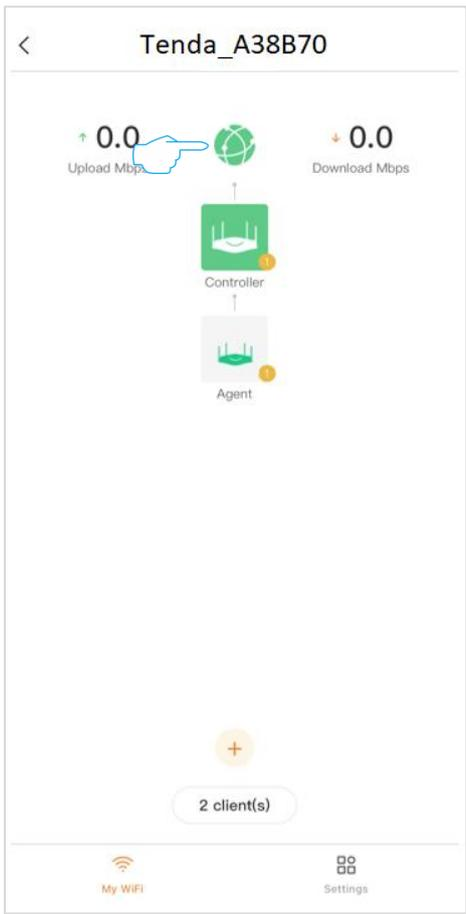 Tenda_A38B70
0.0
0.0
Upload Mbps
Download Mbps
1
Controller
1
Agent
2 client(s)
My WiFi
Settings